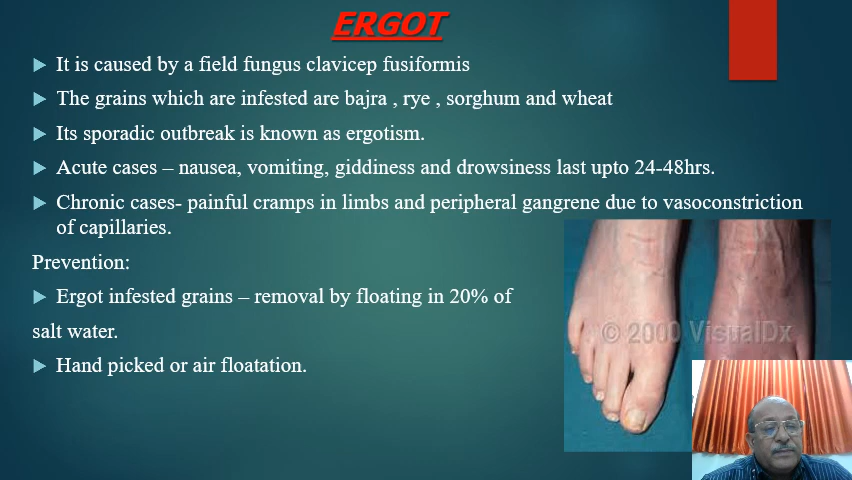 ERGOT
It is caused by a field fungus clavicep fusiformis
The grains which are infested are bajra , rye , sorghum and wheat
Its sporadic outbreak is known as ergotism.
Acute cases – nausea, vomiting, giddiness and drowsiness last upto 24-48hrs.
Chronic cases- painful cramps in limbs and peripheral gangrene due to vasoconstriction
of capillaries.
Prevention:
Ergot infested grains – removal by floating in 20% of
salt water.
Hand picked or air floatation.
© 2000 VisualDx